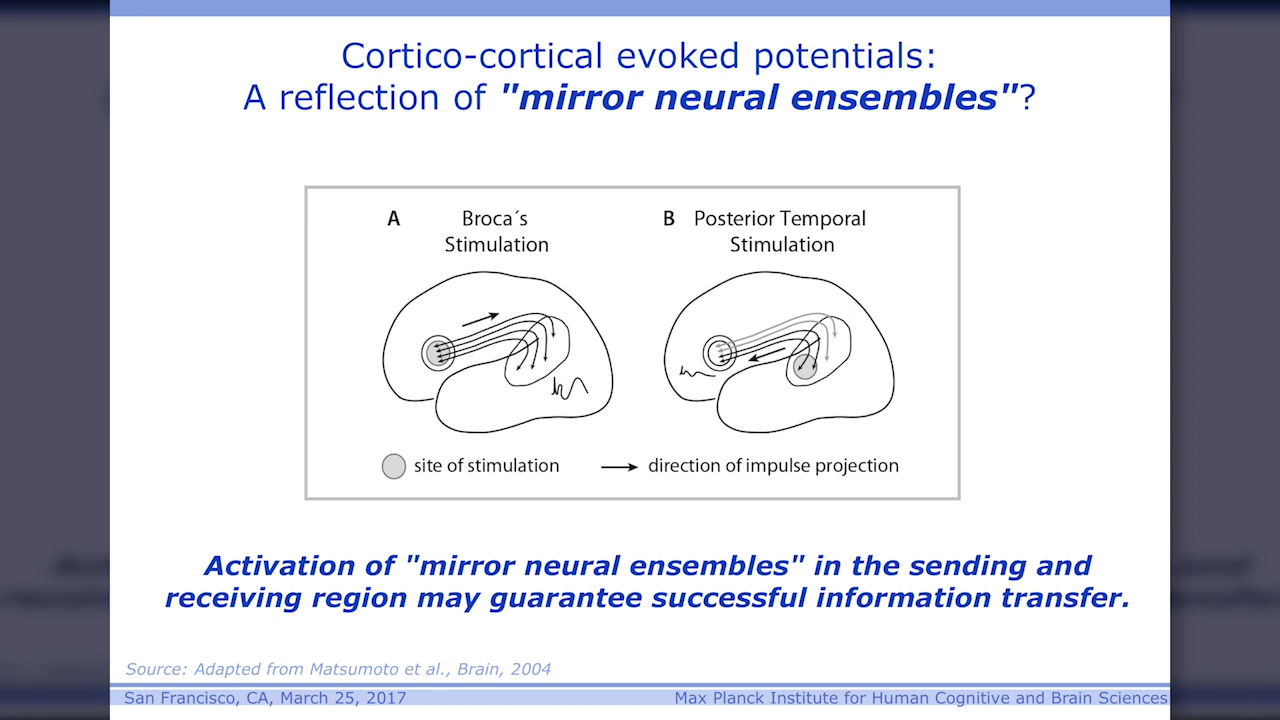 Cortico-cortical evoked potentials:
A reflection of "mirror neural ensembles"?
A Broca´s
Stimulation
B Posterior Temporal
Stimulation
site of stimulation
direction of impulse projection
Activation of "mirror neural ensembles" in the sending and
receiving region may guarantee successful information transfer.
Source: Adapted from Matsumoto et al., Brain, 2004
San Francisco, CA, March 25, 2017
Max Planck Institute for Human Cognitive and Brain Sciences